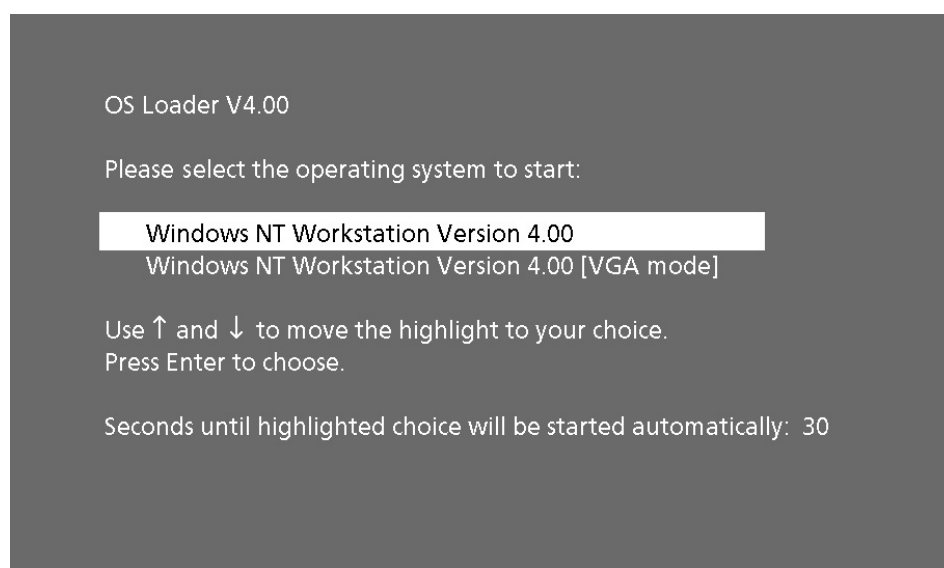 OS Loader V4.00
Please select the operating system to start:
Windows NT Workstation Version 4.00
Windows NT Workstation Version 4.00 [VGA mode]
Use ↑ and ↓ to move the highlight to your choice.
Press Enter to choose.
Seconds until highlighted choice will be started automatically: 30